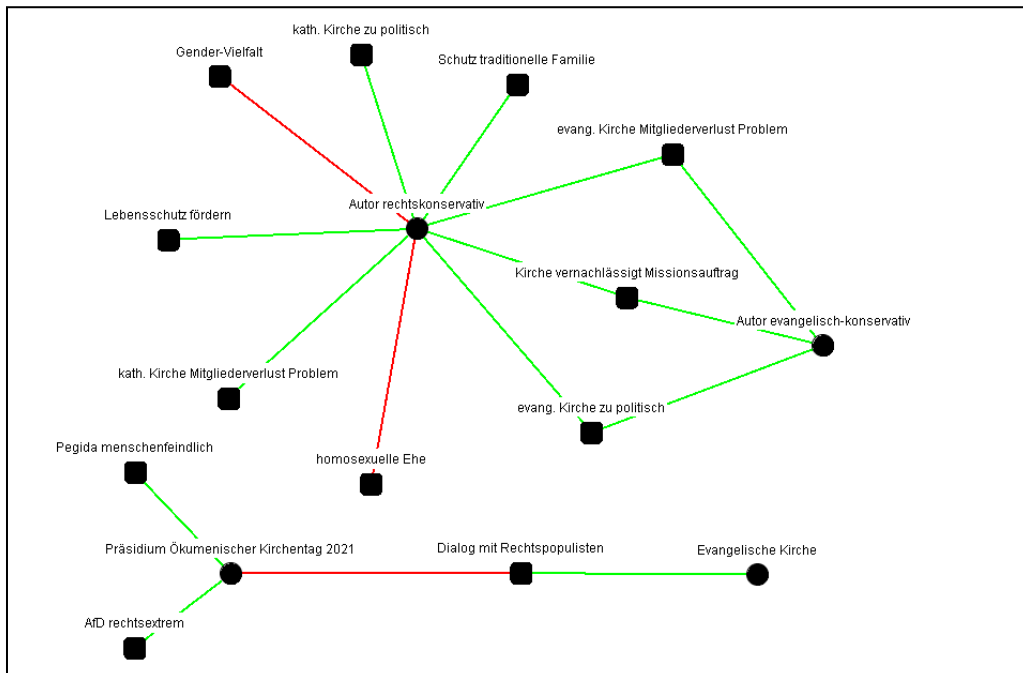 kath. Kirche zu politisch
Gender-Vielfalt
Schutz traditionelle Familie
evang. Kirche Mitgliederverlust Problem
Autor rechtskonservativ
Lebensschutz fördern
Kirche vernachlässigt Missionsauftrag
Autor evangelisch-konservativ
kath. Kirche Mitgliederverlust Problem
evang. Kirche zu politisch
Pegida menschenfeindlich
homosexuelle Ehe
Präsidium Ökumenischer Kirchentag 2021
Dialog mit Rechtspopulisten
Evangelische Kirche
AfD rechtsextrem